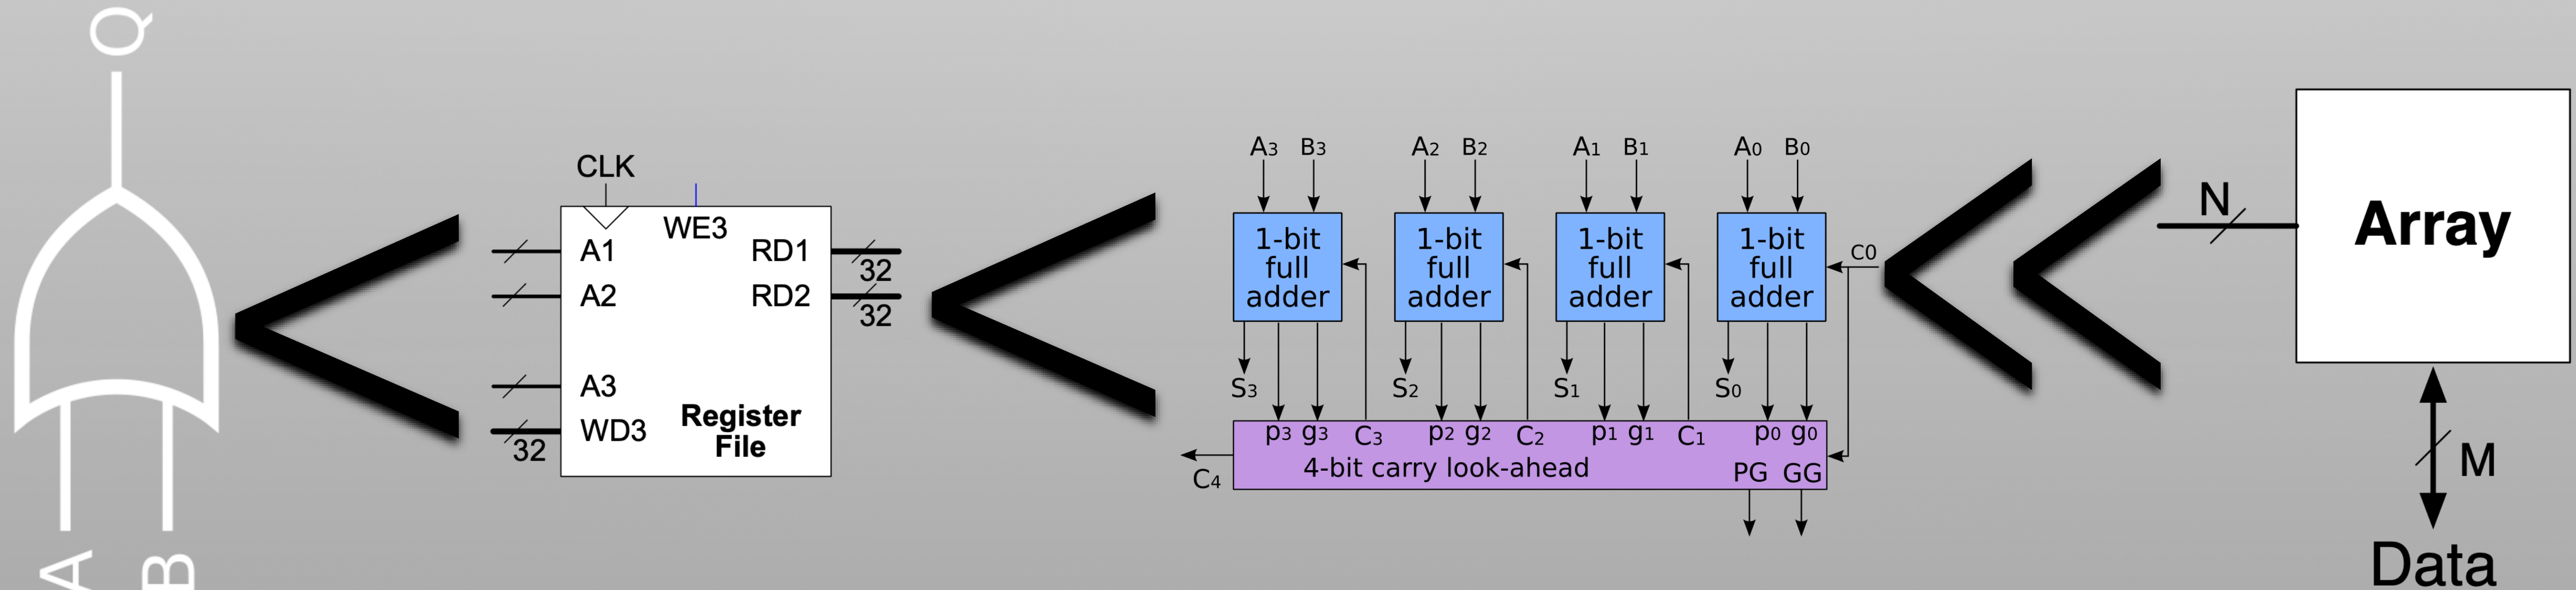 Q
A
B
CLK
WE3
A1
RD1
32
A2
RD2
32
A3
WD3
32
Register
File
A3
B3
A2
B2
A1
B1
A0
B0
1-bit
full
adder
1-bit
full
adder
1-bit
full
adder
1-bit
full
adder
C0
S3
S2
S1
S0
p3 g3 C3 p2 g2 C2 p1 g1 C1 p0 g0
4-bit carry look-ahead
PG GG
C4
N
Array
M
Data